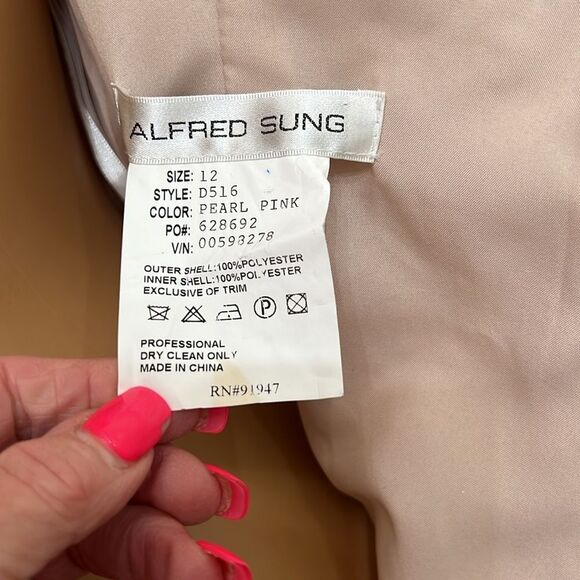 ALFRED SUNG
SIZE: 12
STYLE: D516
COLOR: PEARL PINK
PO#: 628692
V/N: 00598278
OUTER SHELL:100%POLYESTER
INNER SHELL:100%POLYESTER
EXCLUSIVE OF TRIM
P
PROFESSIONAL
DRY CLEAN ONLY
MADE IN CHINA
RN#91947